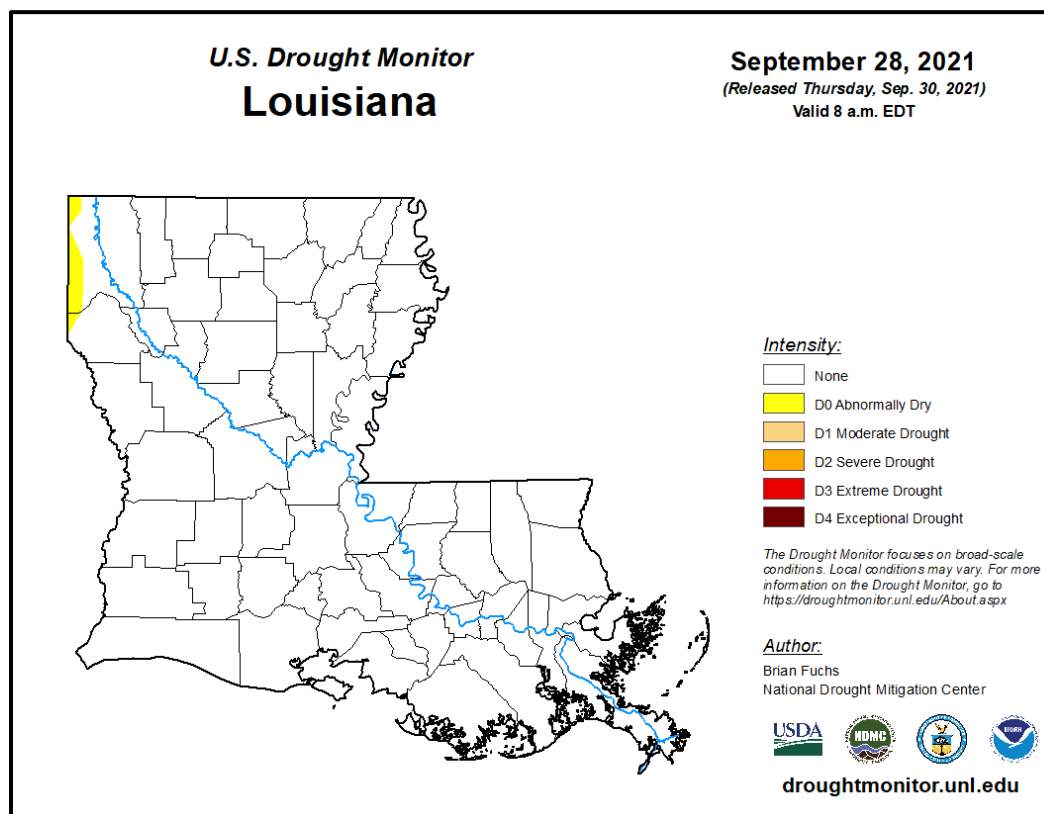 U.S. Drought Monitor
Louisiana
September 28, 2021
(Released Thursday, Sep. 30, 2021)
Valid 8 a.m. EDT
Intensity:
None
D0 Abnormally Dry
D1 Moderate Drought
D2 Severe Drought
D3 Extreme Drought
D4 Exceptional Drought
The Drought Monitor focuses on broad-scale
conditions. Local conditions may vary. For more
information on the Drought Monitor, go to
https://droughtmonitor.unl.edu/About.aspx
Author:
Brian Fuchs
National Drought Mitigation Center
USDA
NDMC
NOAA
droughtmonitor.unl.edu